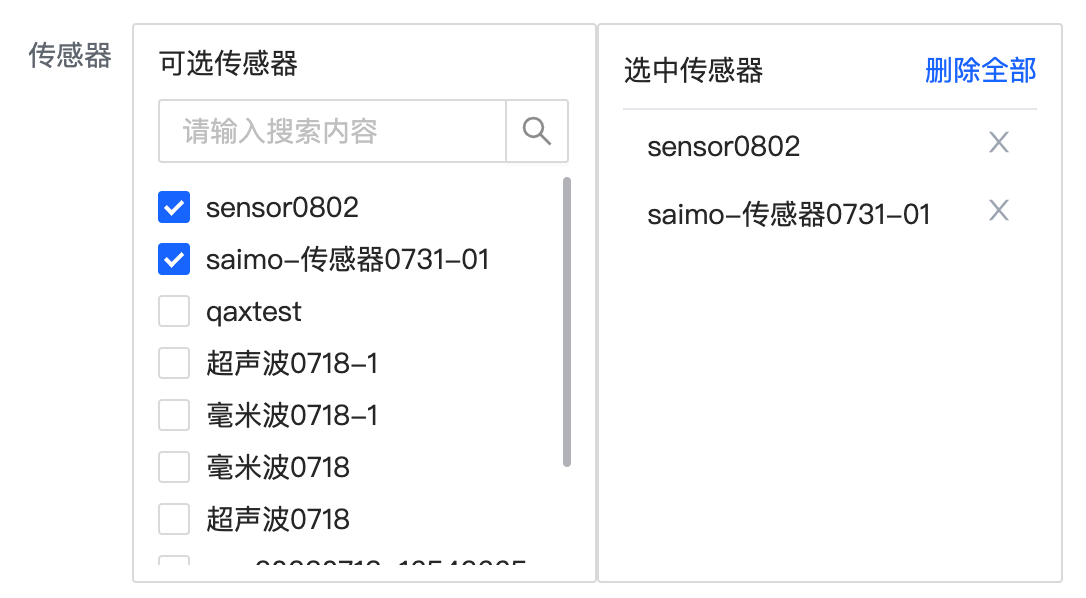 传感器
可选传感器
请输入搜索内容
sensor0802
saimo-传感器0731-01
qaxtest
超声波0718-1
毫米波0718-1
毫米波0718
超声波0718
选中传感器 删除全部
sensor0802
saimo-传感器0731-01